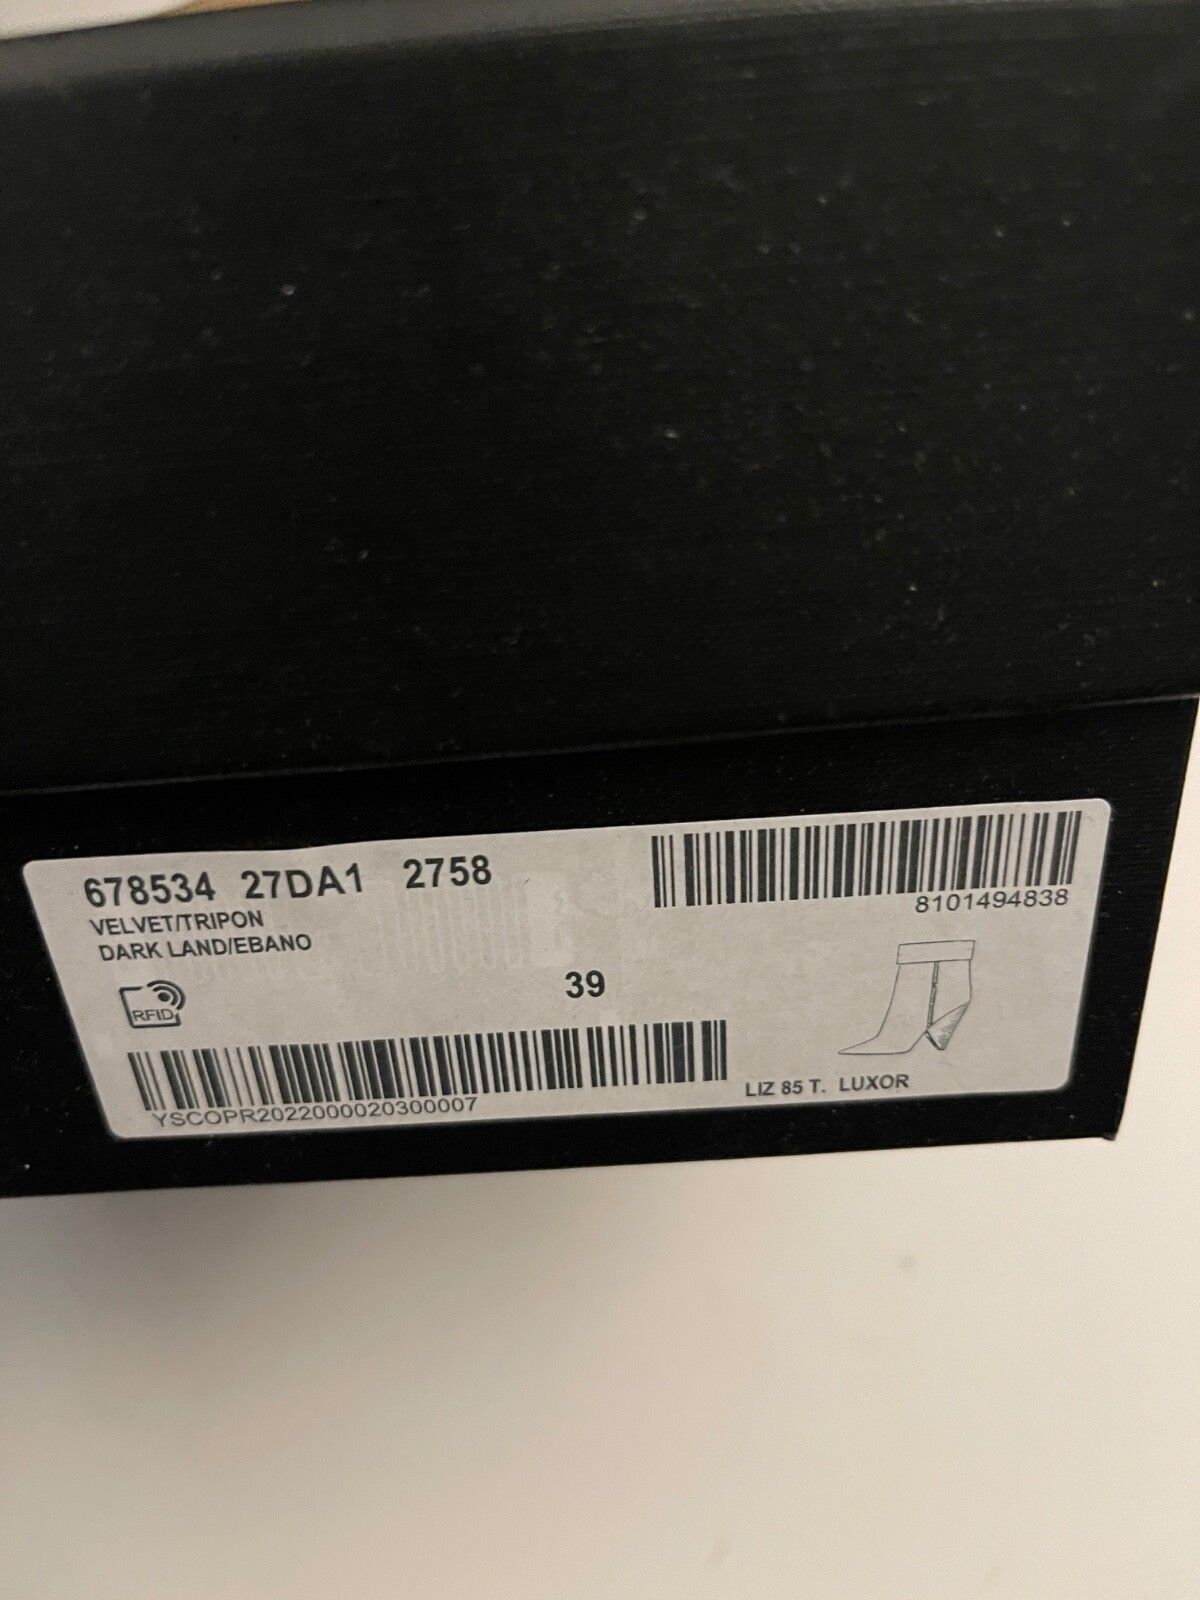 678534 27DA1 2758
VELVET/TRIPON
DARK LAND/EBANO
8101494838
RFID
39
YSCOPR2022000020300007
LIZ 85 T. LUXOR